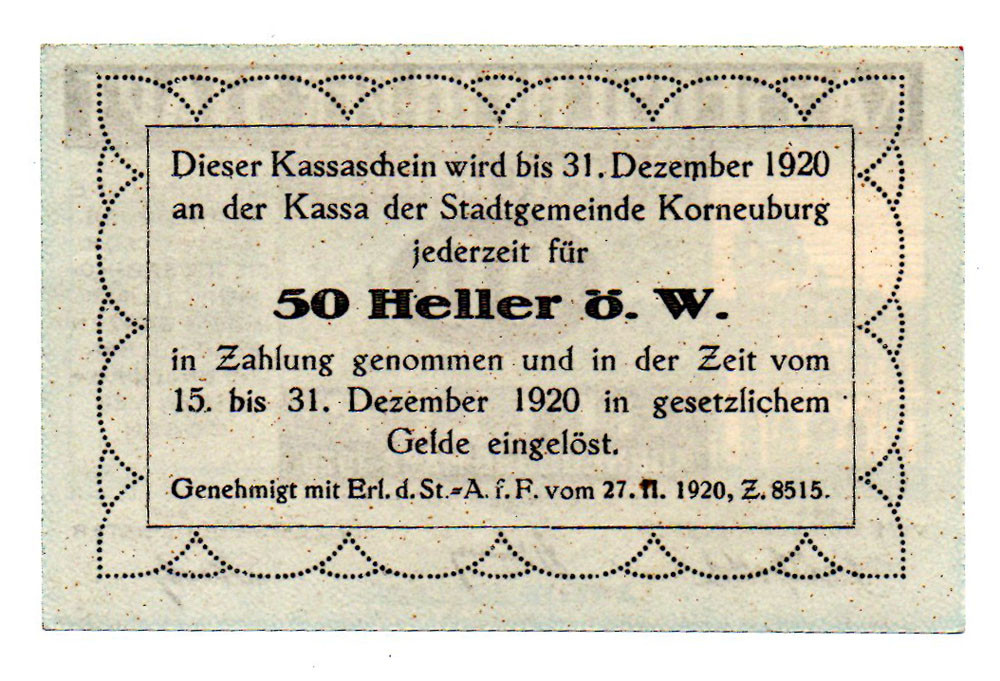 Dieser Kassaschein wird bis 31. Dezember 1920
an der Kassa der Stadtgemeinde Korneuburg
jederzeit für
50 Heller ö. W.
in Zahlung genommen und in der Zeit vom
15. bis 31. Dezember 1920 in gesetzlichem
Gelde eingelöst.
Genehmigt mit Erl. d. St.=A. f. F. vom 27. 11. 1920, Z. 8515.